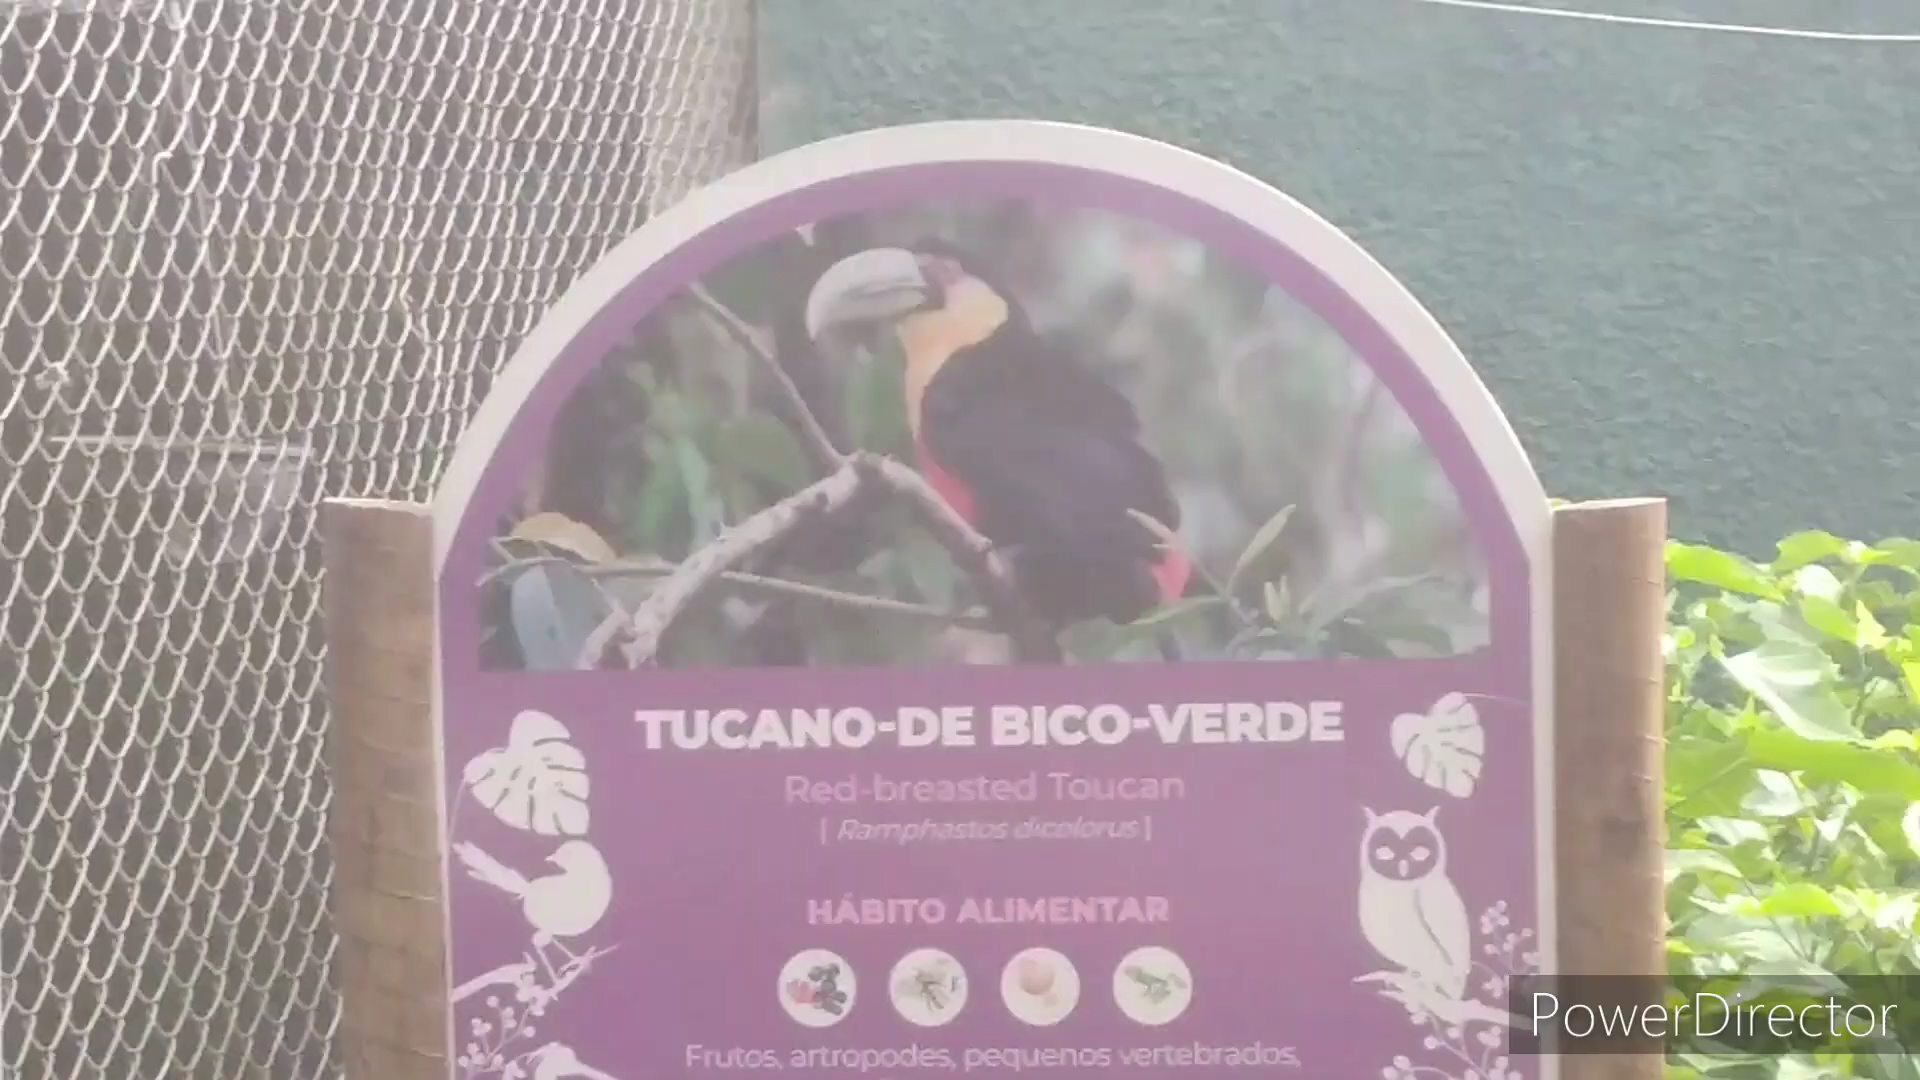 TUCANO-DE BICO-VERDE
Red-breasted Toucan
[ Ramphastos dicolorus ]
HÁBITO ALIMENTAR
Frutos, artropodes, pequenos vertebrados,
PowerDirector